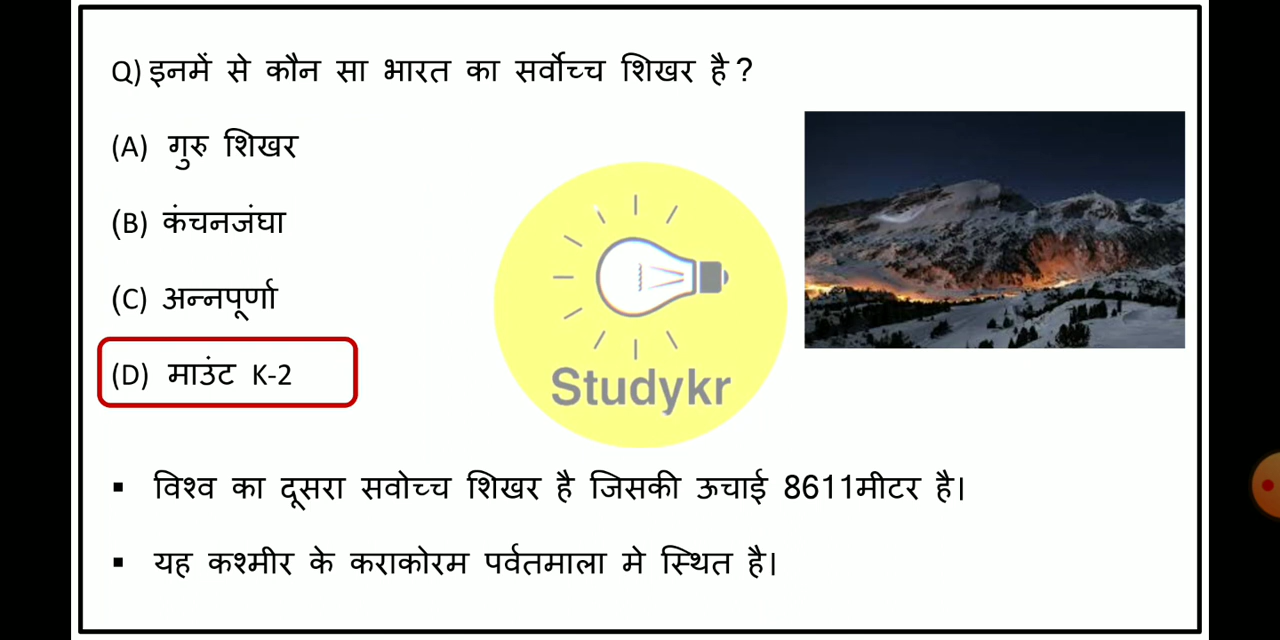 Q) इनमें से कौन सा भारत का सर्वोच्च शिखर है ?
(A) गुरु शिखर
(B) कंचनजंघा
(C) अन्नपूर्णा
(D) माउंट K-2
Studykr
▪ विश्व का दूसरा सवोच्च शिखर है जिसकी ऊचाई 8611मीटर है।
▪ यह कश्मीर के कराकोरम पर्वतमाला मे स्थित है।